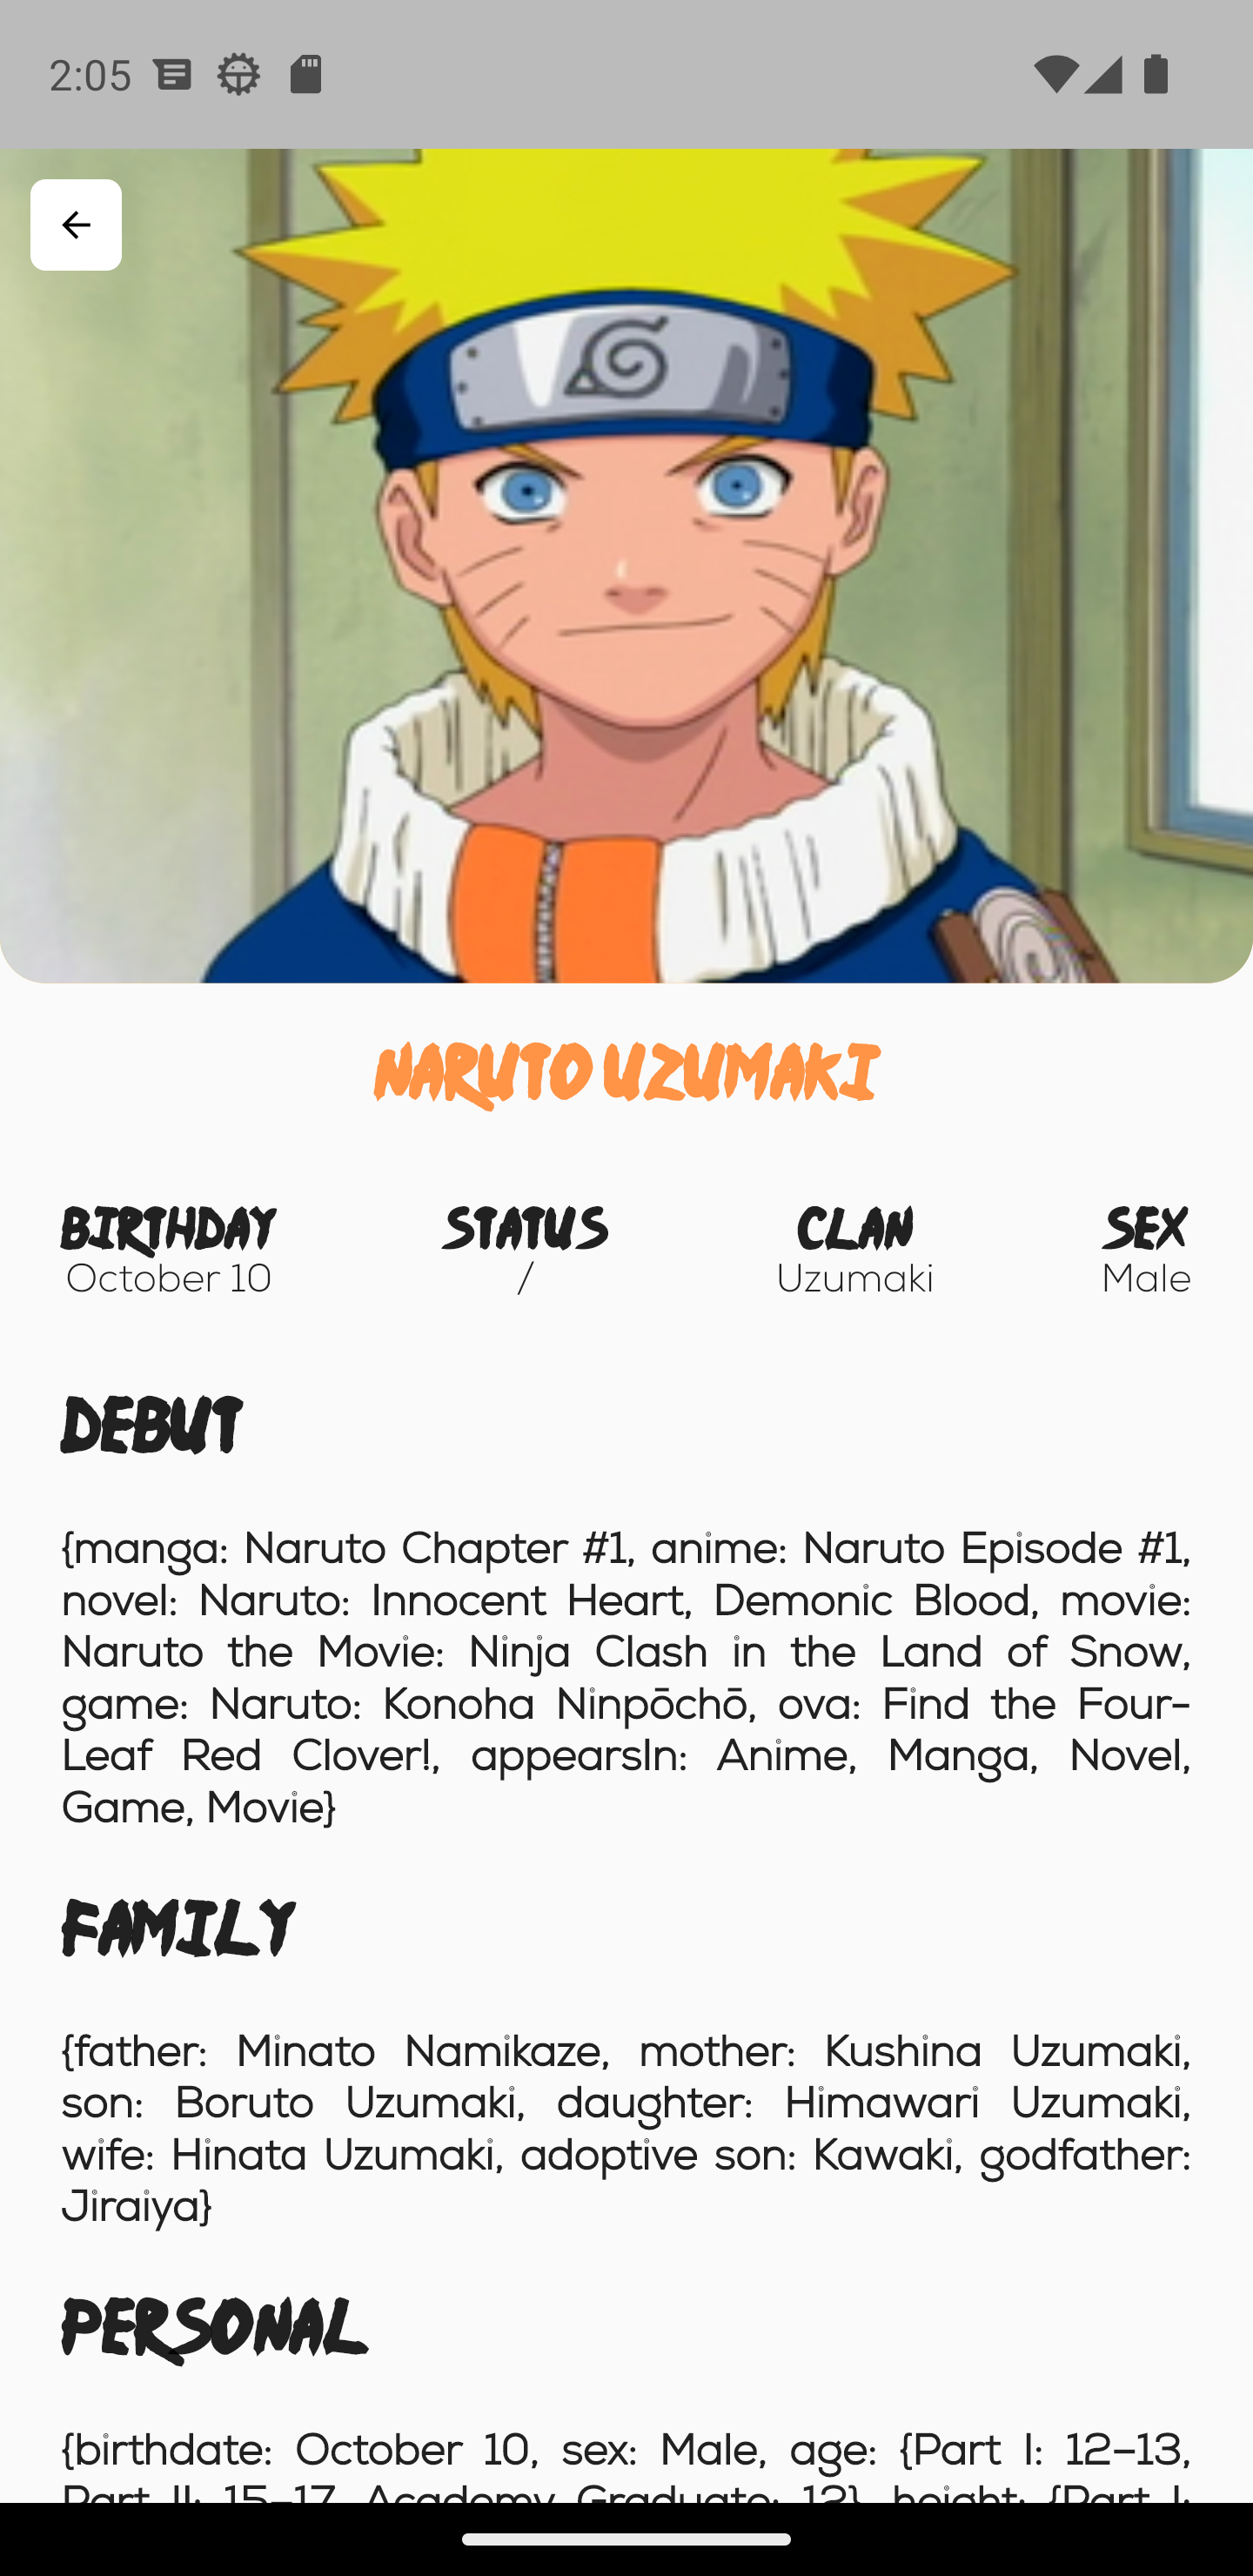 2:05
NARUTO UZUMAKI
BIRTHDAY STATUS CLAN SEX
October 10 / Uzumaki Male
DEBUT
{manga: Naruto Chapter #1, anime: Naruto Episode #1,
novel: Naruto: Innocent Heart, Demonic Blood, movie:
Naruto the Movie: Ninja Clash in the Land of Snow,
game: Naruto: Konoha Ninpōchō, ova: Find the Four-
Leaf Red Clover!, appearsIn: Anime, Manga, Novel,
Game, Movie}
FAMILY
{father: Minato Namikaze, mother: Kushina Uzumaki,
son: Boruto Uzumaki, daughter: Himawari Uzumaki,
wife: Hinata Uzumaki, adoptive son: Kawaki, godfather:
Jiraiya}
PERSONAL
{birthdate: October 10, sex: Male, age: {Part I: 12–13,
Part II: 15–17, Academy Graduate: 12}, height: {Part I: